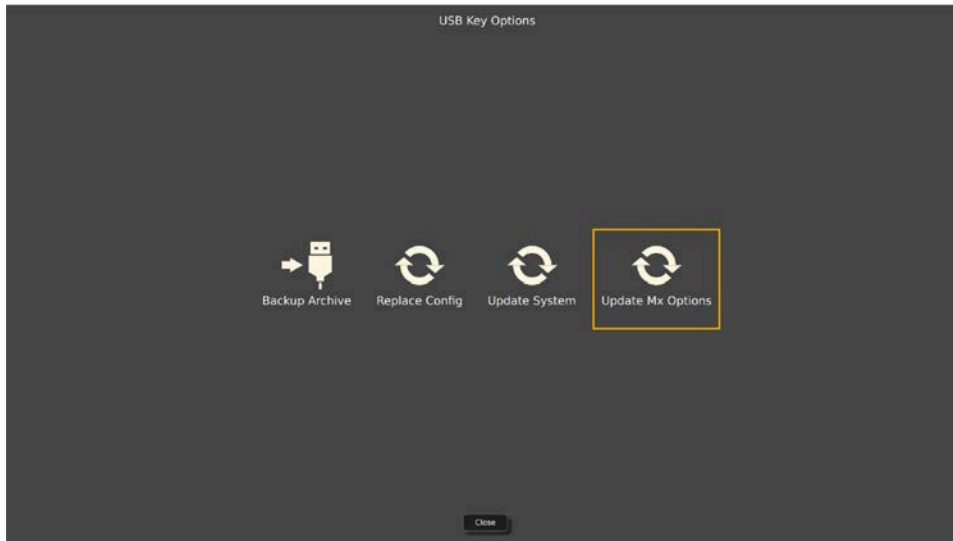 USB Key Options
Backup Archive
Replace Config
Update System
Update Mx Options
Close